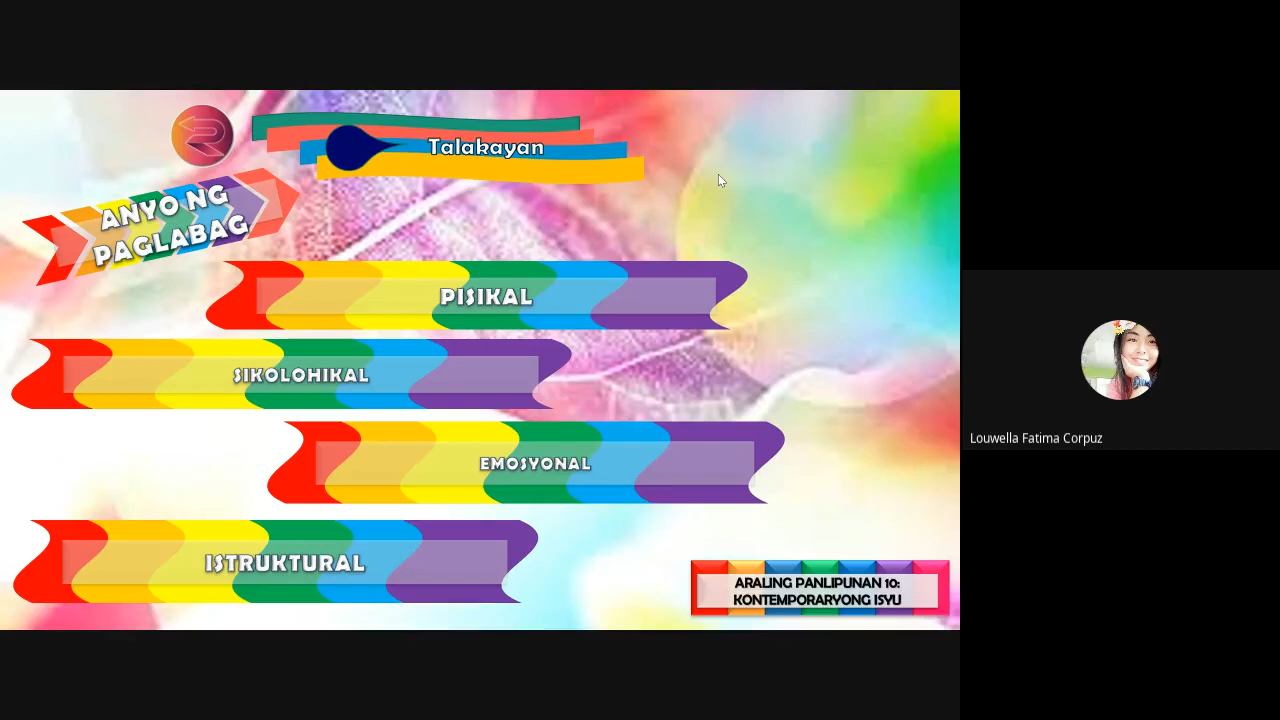 Talakayan
ANYO NG
PAGLABAG
PISIKAL
SIKOLOHIKAL
EMOSYONAL
ISTRUKTURAL
ARALING PANLIPUNAN 10:
KONTEMPORARYONG ISYU
Louwella Fatima Corpuz